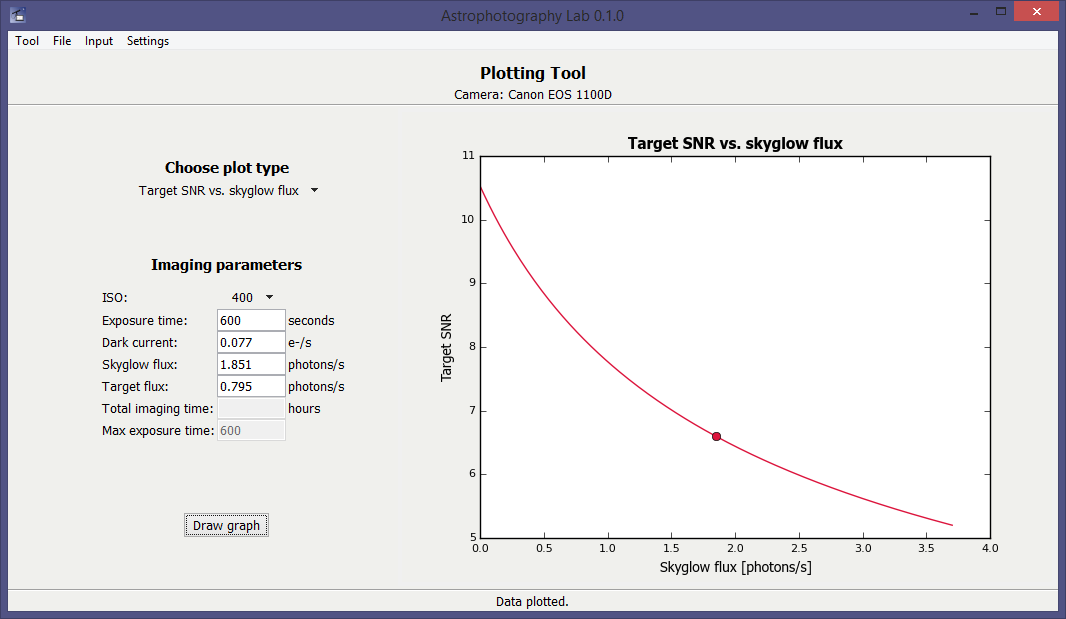 Astrophotography Lab 0.1.0
Tool File Input Settings
Plotting Tool
Camera: Canon EOS 1100D
Choose plot type
Target SNR vs. skyglow flux
Imaging parameters
ISO: 400
Exposure time: 600 seconds
Dark current: 0.077 e-/s
Skyglow flux: 1.851 photons/s
Target flux: 0.795 photons/s
Total imaging time: hours
Max exposure time: 600
Draw graph
Target SNR vs. skyglow flux
11
10
9
8
7
6
5
Target SNR
0.0 0.5 1.0 1.5 2.0 2.5 3.0 3.5 4.0
Skyglow flux [photons/s]
Data plotted.